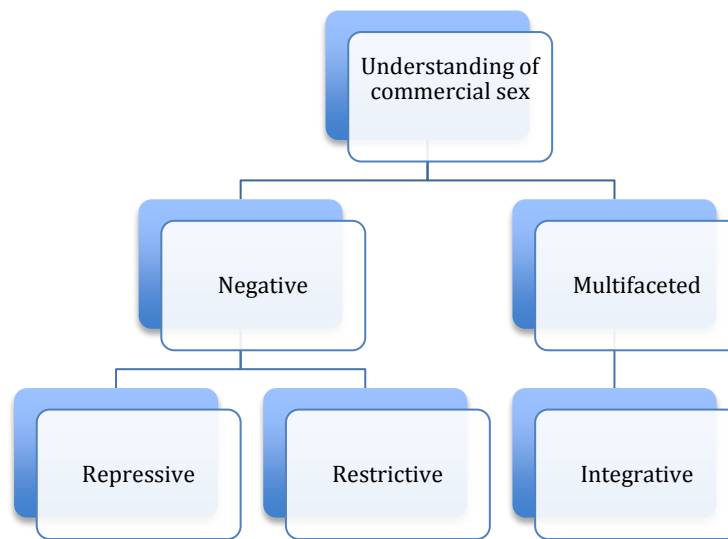 Understanding of
commercial sex
Negative
Multifaceted
Repressive
Restrictive
Integrative